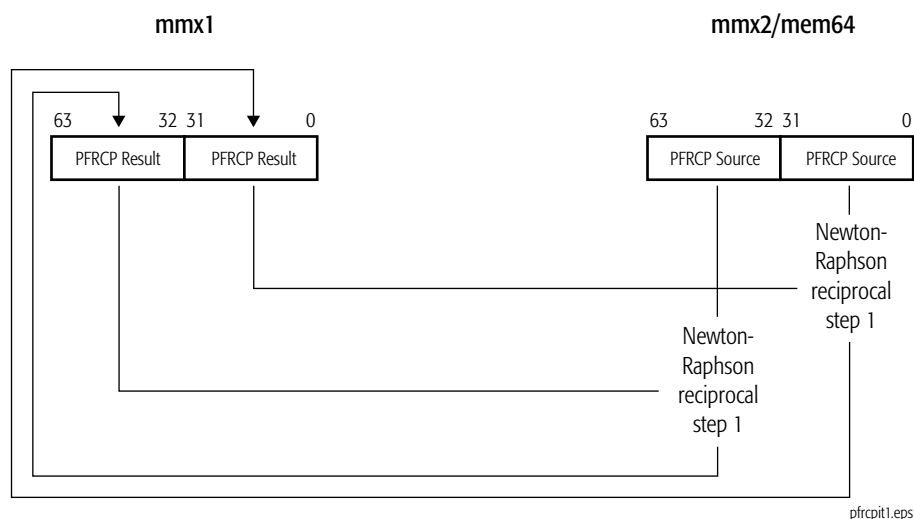 mmx1
mmx2/mem64
63 32 31 0
63 32 31 0
PFRCP Result
PFRCP Result
PFRCP Source
PFRCP Source
Newton-
Raphson
reciprocal
step 1
Newton-
Raphson
reciprocal
step 1
pfrcpit1.eps